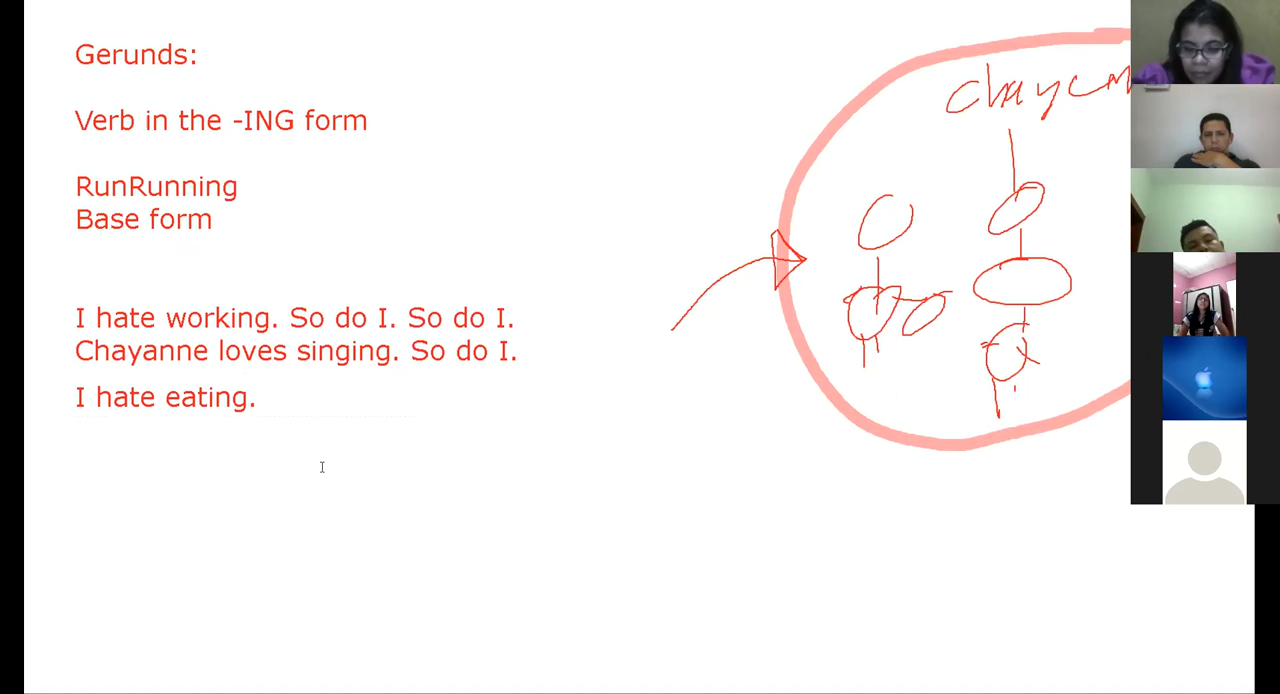 Gerunds:
Verb in the -ING form
RunRunning
Base form
I hate working. So do I. So do I.
Chayanne loves singing. So do I.
I hate eating.